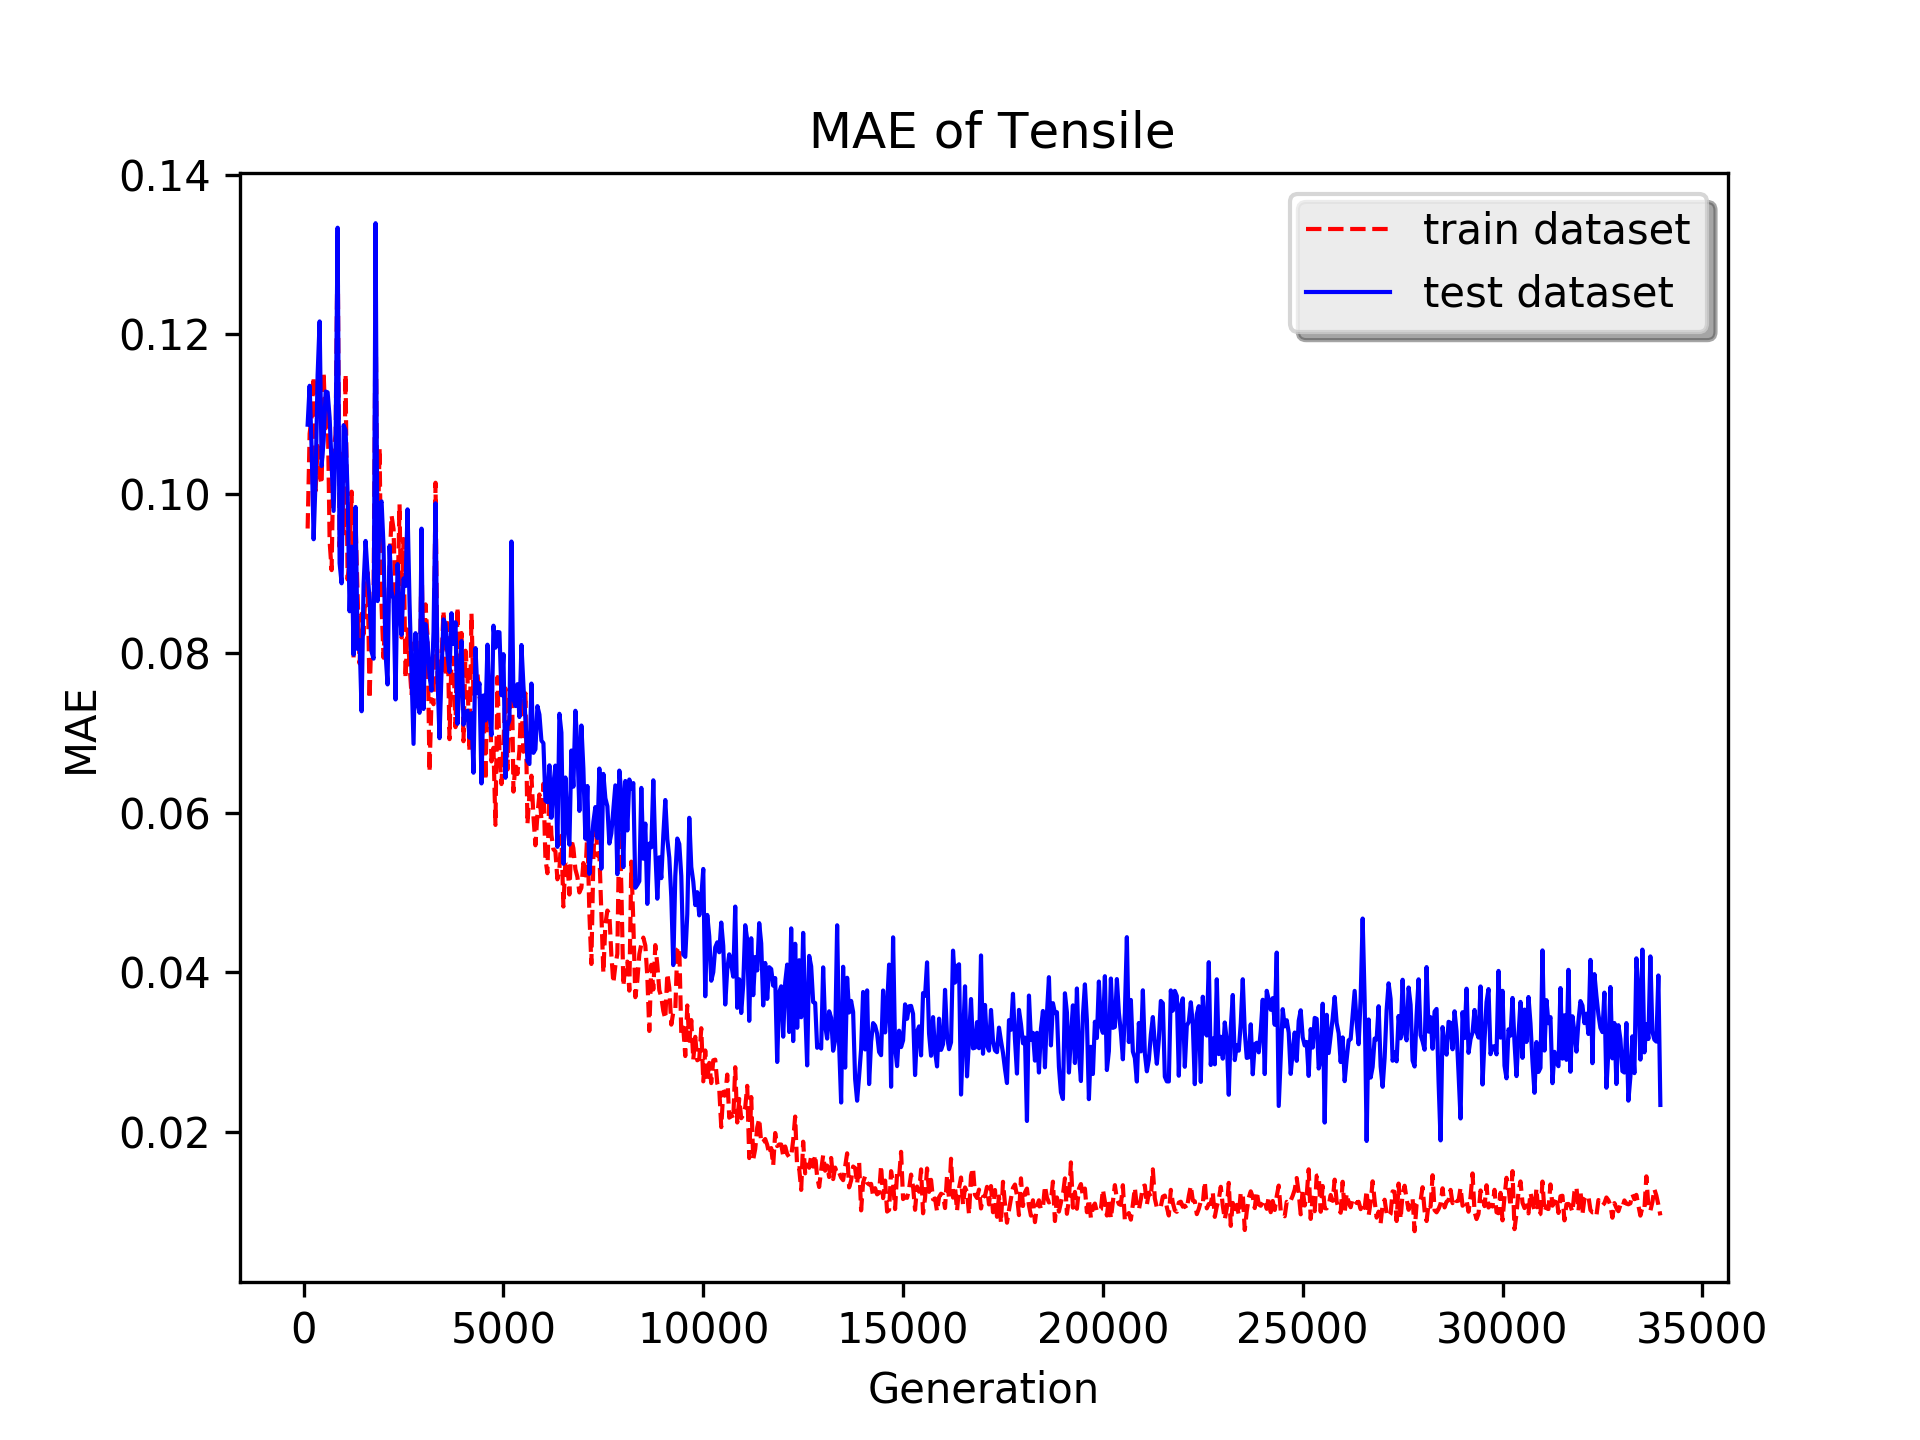 MAE of Tensile
0.14
0.12
0.10
0.08
0.06
0.04
0.02
MAE
train dataset
test dataset
0 5000 10000 15000 20000 25000 30000 35000
Generation